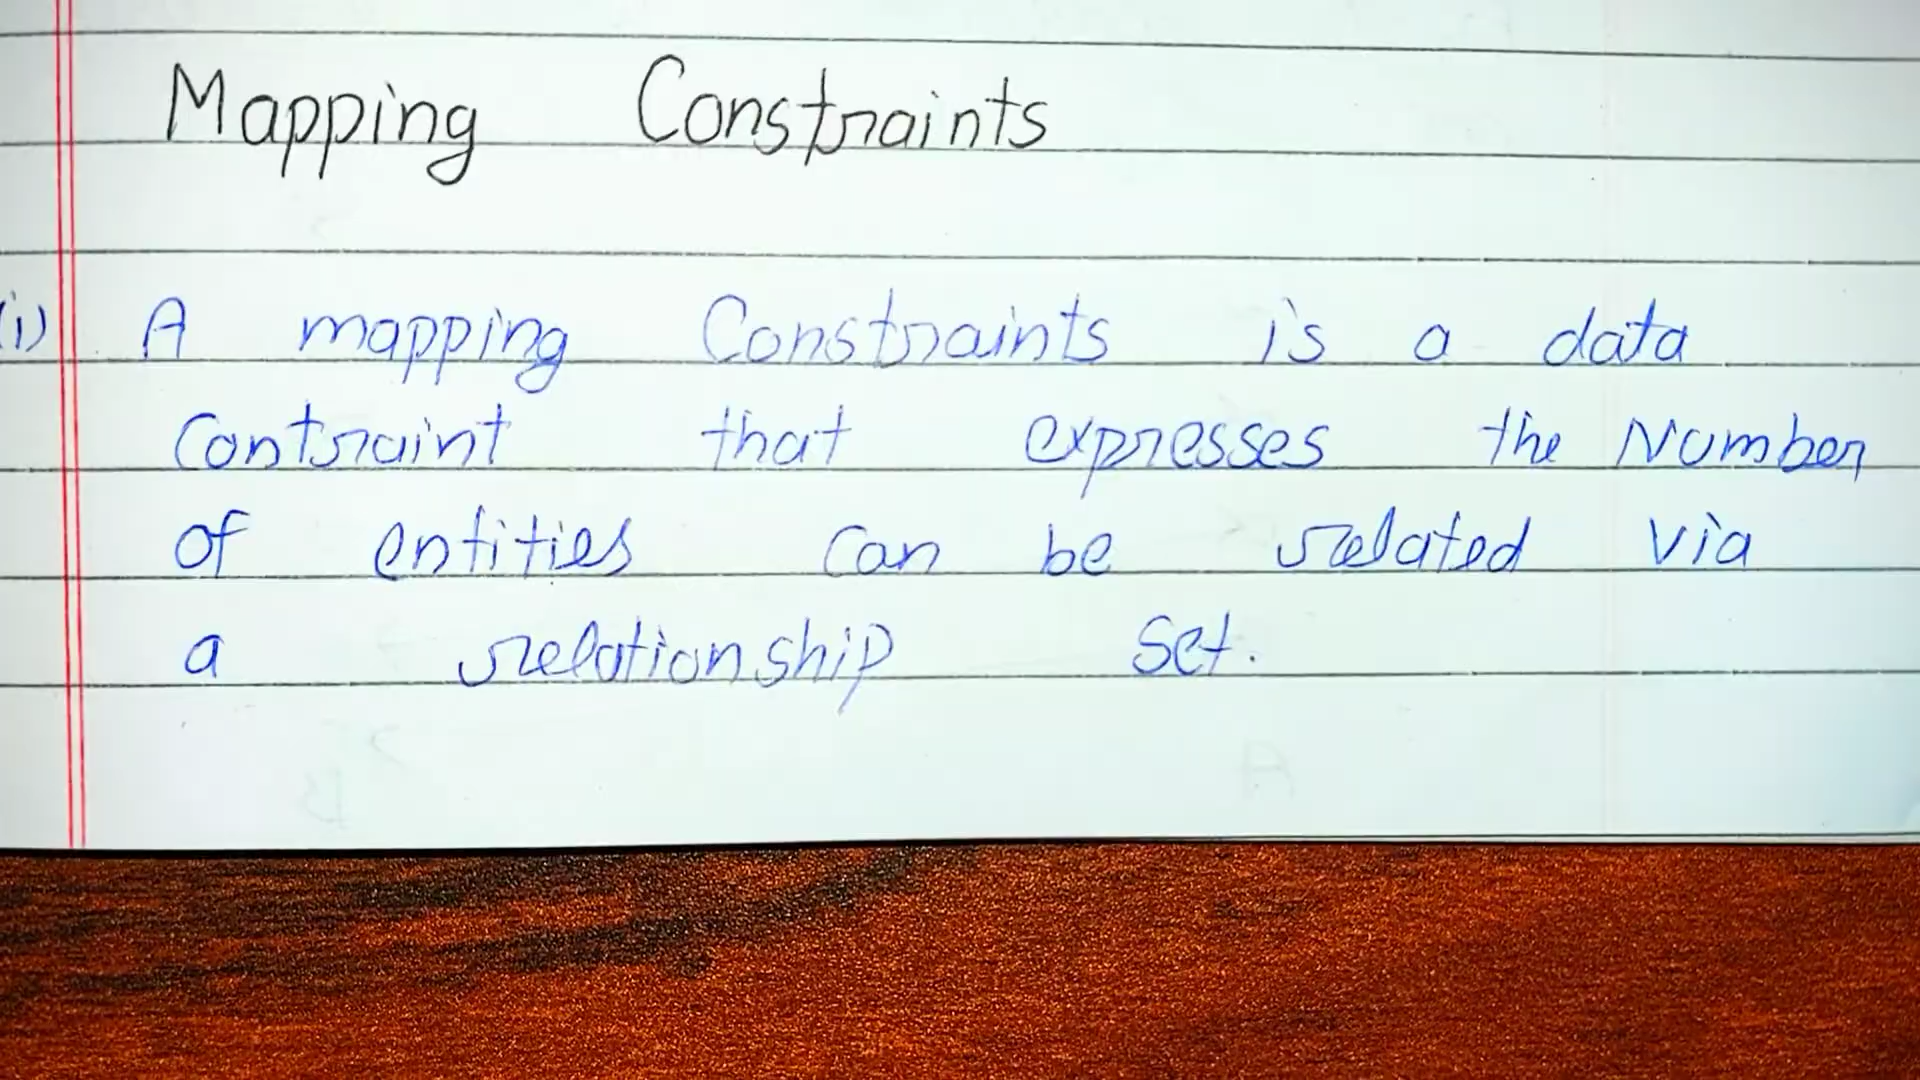 Mapping Constraints
(i) A mapping Constraints is a data
Contraint that expresses the Number
of entities can be related via
a relationship set.